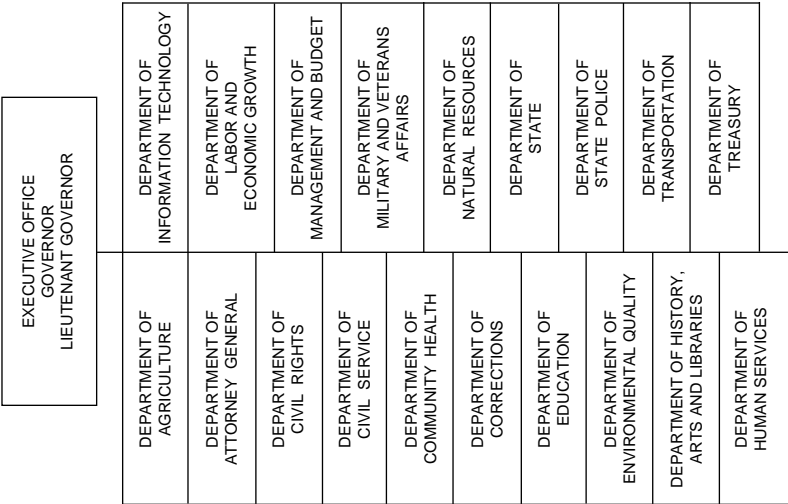 EXECUTIVE OFFICE
GOVERNOR
LIEUTENANT GOVERNOR
DEPARTMENT OF
AGRICULTURE
DEPARTMENT OF
ATTORNEY GENERAL
DEPARTMENT OF
CIVIL RIGHTS
DEPARTMENT OF
CIVIL SERVICE
DEPARTMENT OF
COMMUNITY HEALTH
DEPARTMENT OF
CORRECTIONS
DEPARTMENT OF
EDUCATION
DEPARTMENT OF
ENVIRONMENTAL QUALITY
DEPARTMENT OF HISTORY,
ARTS AND LIBRARIES
DEPARTMENT OF
HUMAN SERVICES
DEPARTMENT OF
INFORMATION TECHNOLOGY
DEPARTMENT OF
LABOR AND
ECONOMIC GROWTH
DEPARTMENT OF
MANAGEMENT AND BUDGET
DEPARTMENT OF
MILITARY AND VETERANS
AFFAIRS
DEPARTMENT OF
NATURAL RESOURCES
DEPARTMENT OF
STATE
DEPARTMENT OF
STATE POLICE
DEPARTMENT OF
TRANSPORTATION
DEPARTMENT OF
TREASURY